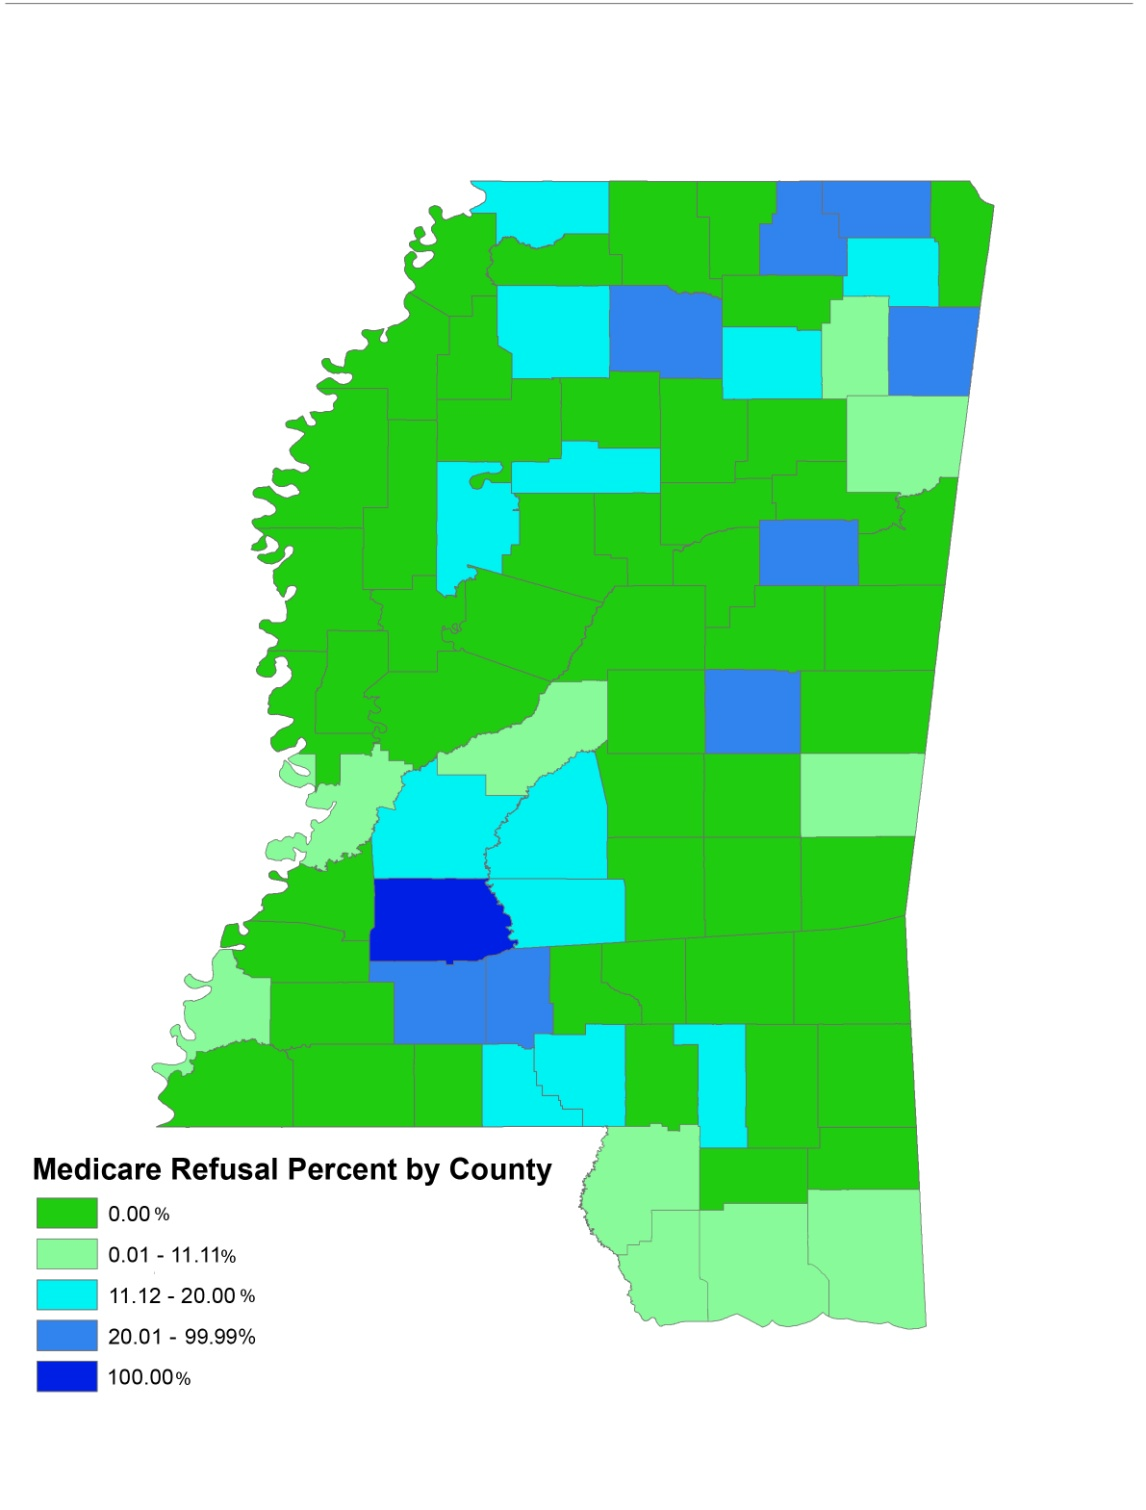 Medicare Refusal Percent by County
0.00 %
0.01 - 11.11%
11.12 - 20.00 %
20.01 - 99.99%
100.00%